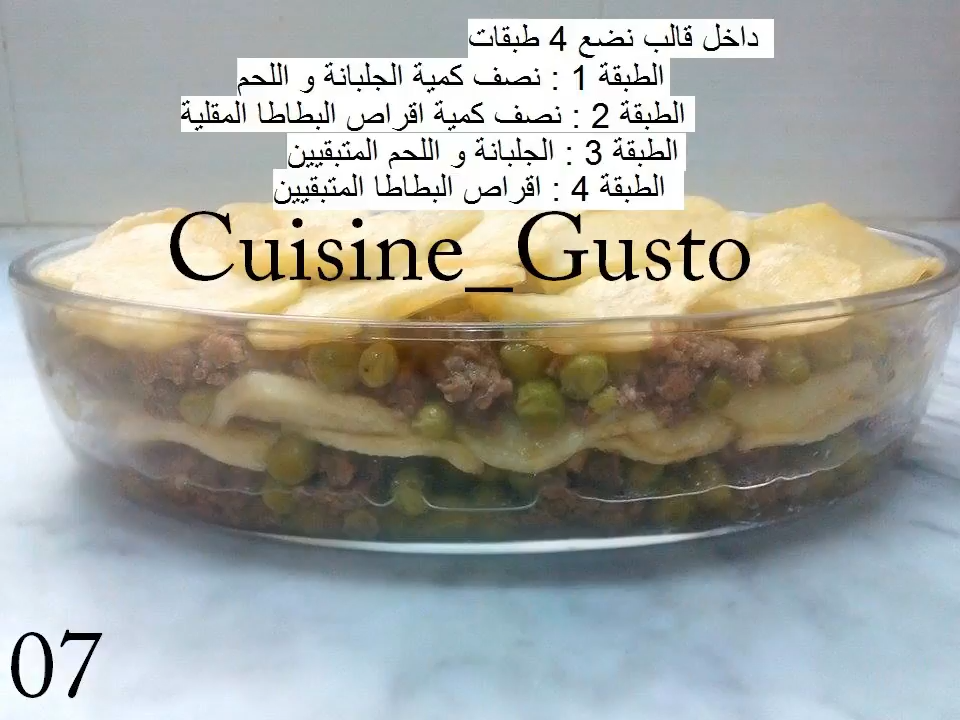 داخل قالب نضع 4 طبقات
الطبقة 1 : نصف كمية الجلبانة و اللحم
الطبقة 2 : نصف كمية اقراص البطاطا المقلية
الطبقة 3 : الجلبانة و اللحم المتبقيين
الطبقة 4 : اقراص البطاطا المتبقيين
Cuisine_Gusto
07